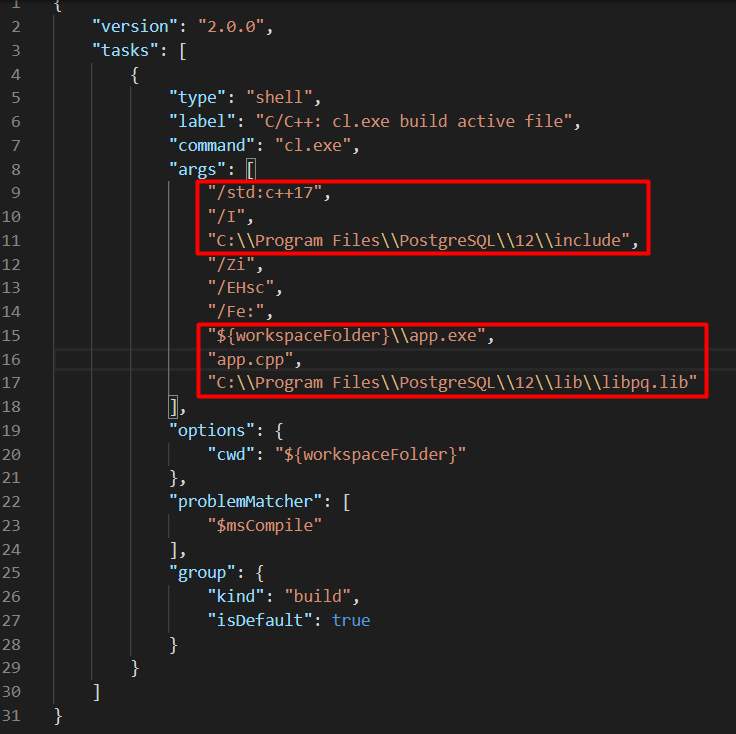 1 {
2 "version": "2.0.0",
3 "tasks": [
4 {
5 "type": "shell",
6 "label": "C/C++: cl.exe build active file",
7 "command": "cl.exe",
8 "args": [
9 "/std:c++17",
10 "/I",
11 "C:\\Program Files\\PostgreSQL\\12\\include",
12 "/Zi",
13 "/EHsc",
14 "/Fe:",
15 "${workspaceFolder}\\app.exe",
16 "app.cpp",
17 "C:\\Program Files\\PostgreSQL\\12\\lib\\libpq.lib"
18 ],
19 "options": {
20 "cwd": "${workspaceFolder}"
21 },
22 "problemMatcher": [
23 "$msCompile"
24 ],
25 "group": {
26 "kind": "build",
27 "isDefault": true
28 }
29 }
30 ]
31 }